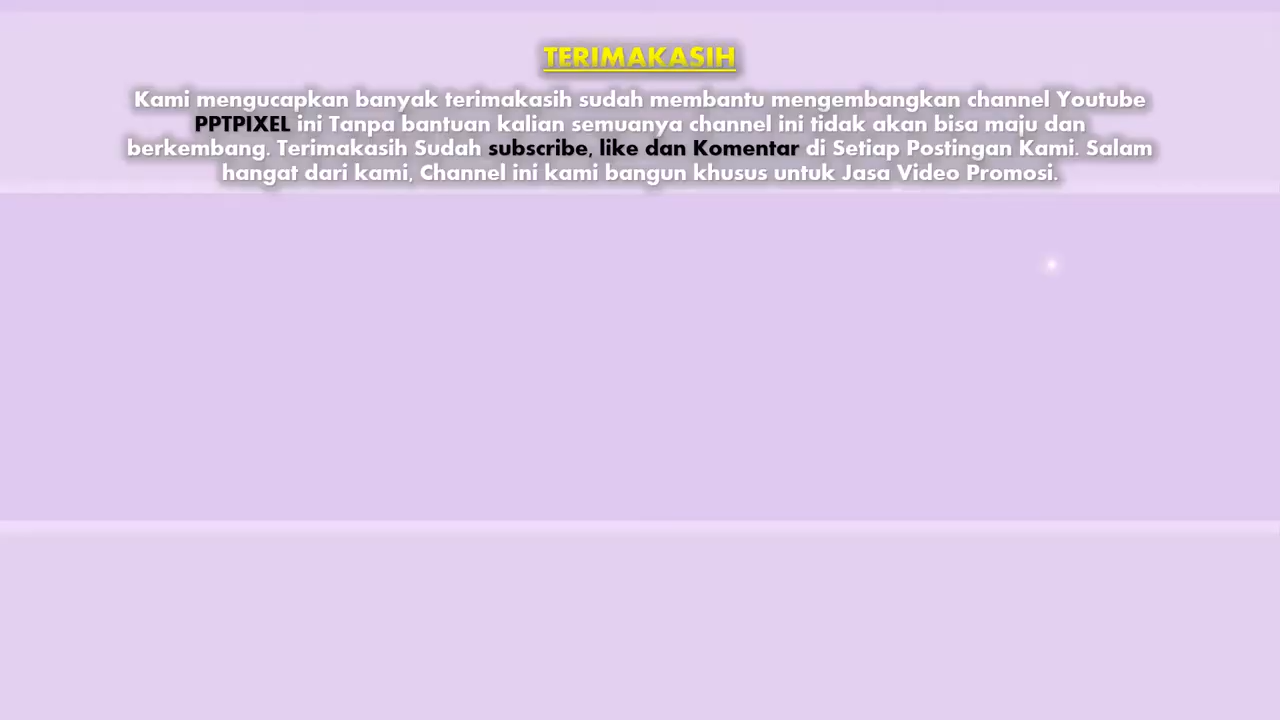 TERIMAKASIH
Kami mengucapkan banyak terimakasih sudah membantu mengembangkan channel Youtube
PPTPIXEL ini Tanpa bantuan kalian semuanya channel ini tidak akan bisa maju dan
berkembang. Terimakasih Sudah subscribe, like dan Komentar di Setiap Postingan Kami. Salam
hangat dari kami, Channel ini kami bangun khusus untuk Jasa Video Promosi.